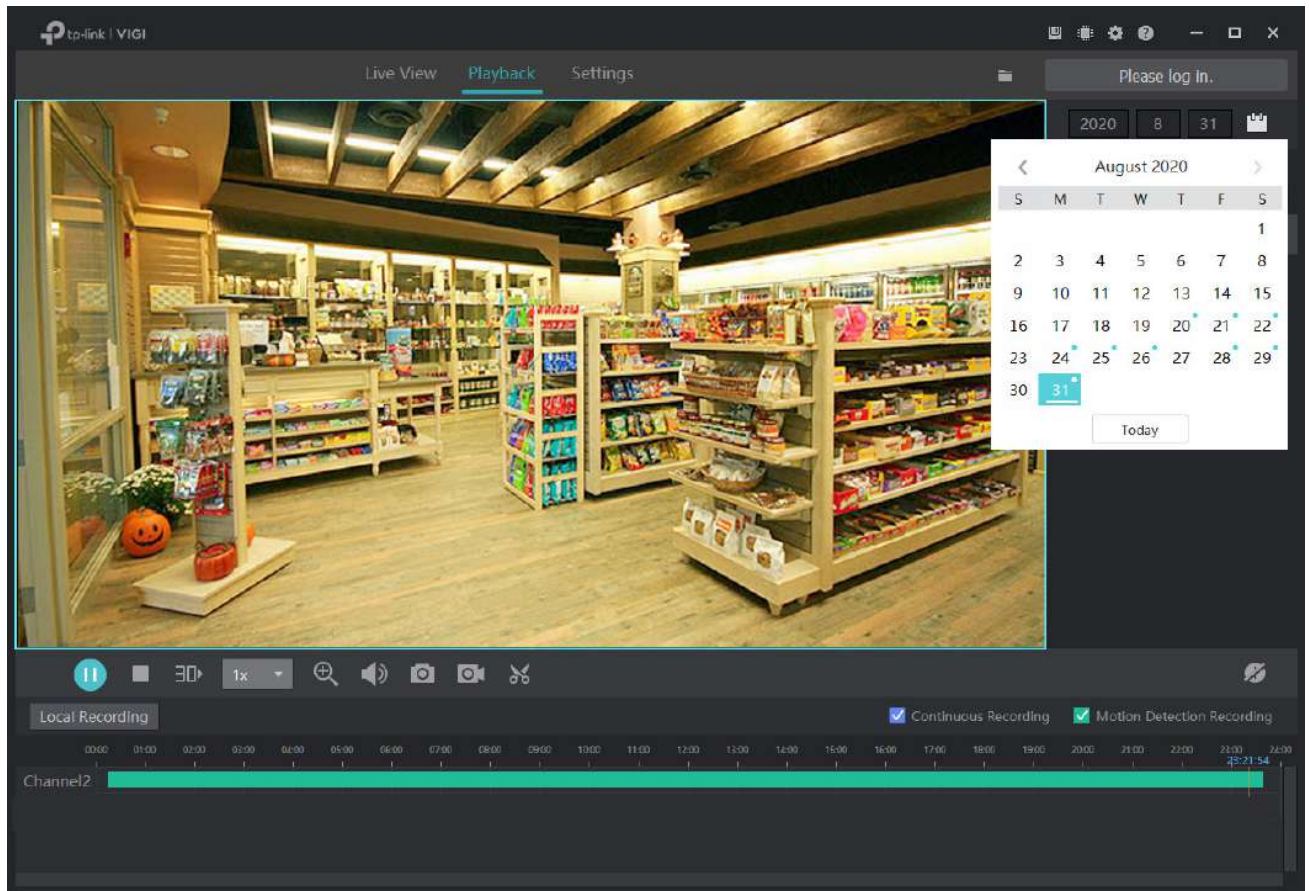 tp-link | VIGI
Live View Playback Settings
Please log in.
2020 8 31
August 2020
S M T W T F S
1
2 3 4 5 6 7 8
9 10 11 12 13 14 15
16 17 18 19 20 21 22
23 24 25 26 27 28 29
30 31
Today
1x
Local Recording
Continuous Recording Motion Detection Recording
00:00 01:00 02:00 03:00 04:00 05:00 06:00 07:00 08:00 09:00 10:00 11:00 12:00 13:00 14:00 15:00 16:00 17:00 18:00 19:00 20:00 21:00 22:00 23:00 24:00
23:21:54
Channel2